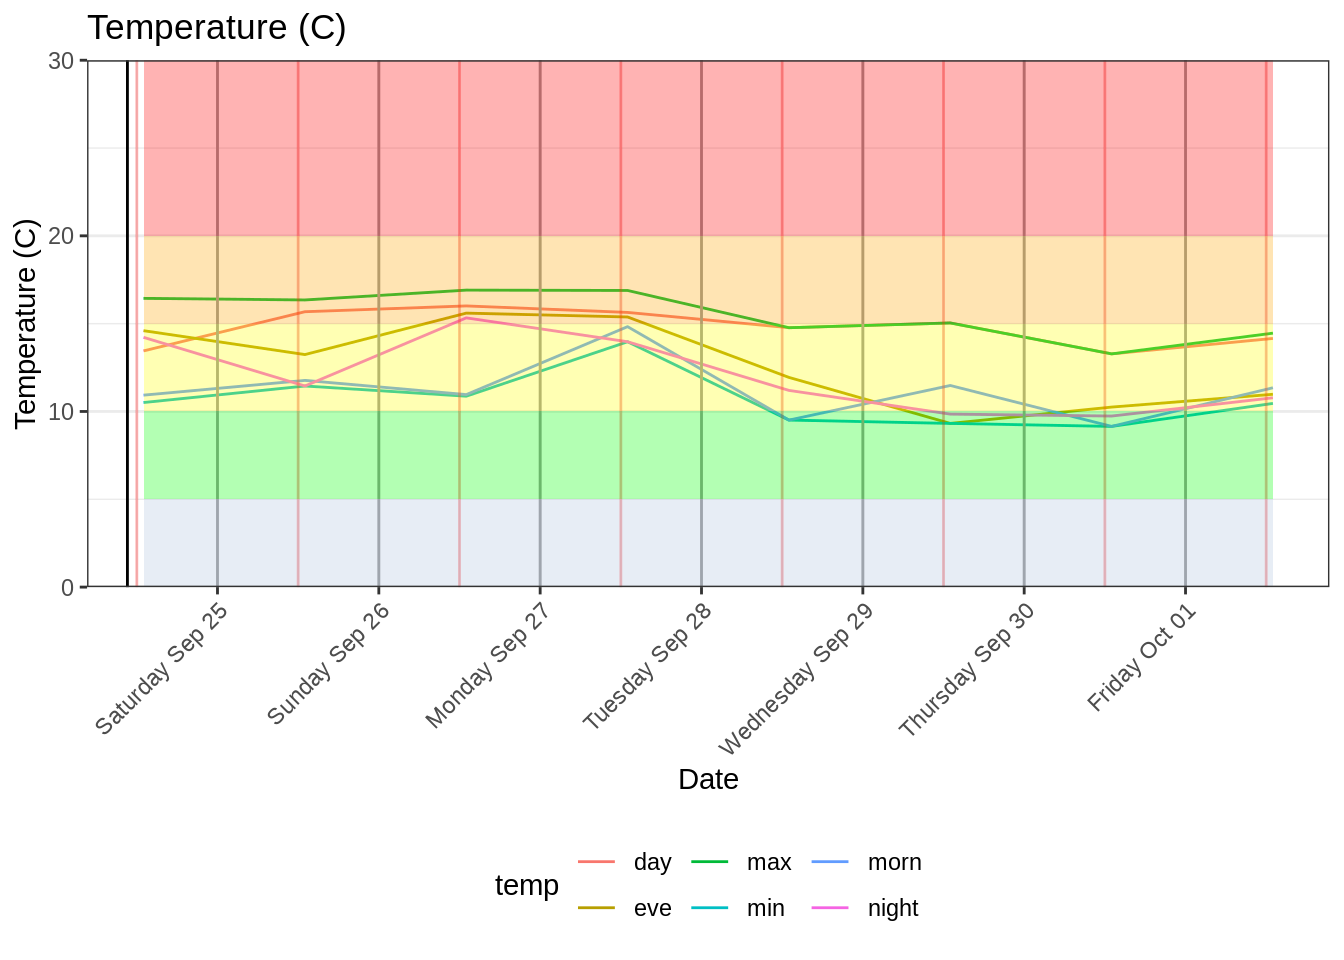 Temperature (C)
Temperature (C)
30
20
10
0
Saturday Sep 25
Sunday Sep 26
Monday Sep 27
Tuesday Sep 28
Wednesday Sep 29
Thursday Sep 30
Friday Oct 01
Date
temp
day
max
morn
eve
min
night